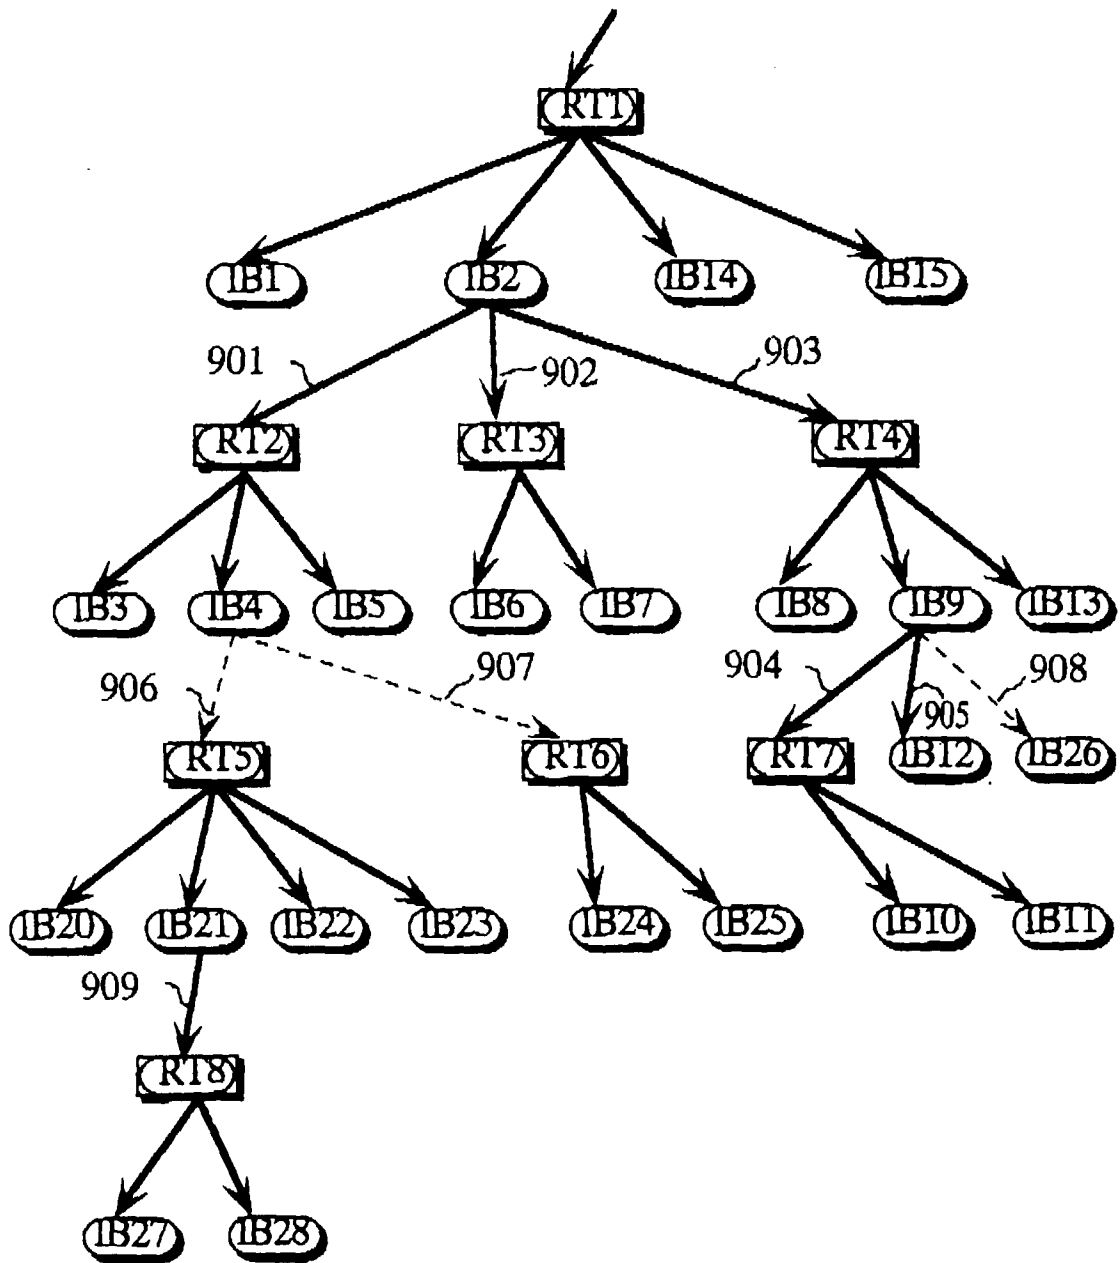 RT1
IB1 IB2 IB14 IB15
901 902 903
RT2 RT3 RT4
IB3 IB4 IB5 IB6 IB7 IB8 IB9 IB13
906 907 904 905 908
RT5 RT6 RT7 IB12 IB26
IB20 IB21 IB22 IB23 IB24 IB25 IB10 IB11
909
RT8
IB27 IB28